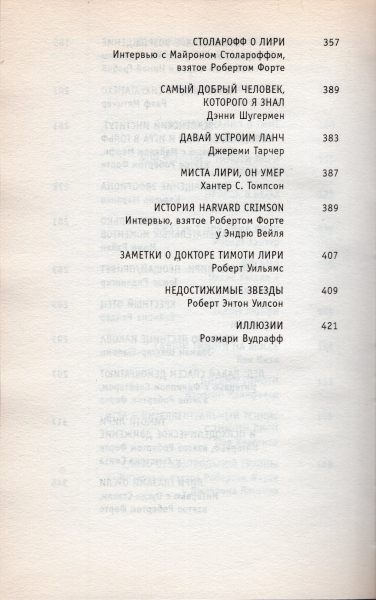 СТОЛАРОФФ О ЛИРИ 357
Интервью с Майроном Столароффом,
взятое Робертом Форте
САМЫЙ ДОБРЫЙ ЧЕЛОВЕК, 389
КОТОРОГО Я ЗНАЛ
Дэнни Шугермен
ДАВАЙ УСТРОИМ ЛАНЧ 383
Джереми Тарчер
МИСТА ЛИРИ, ОН УМЕР 387
Хантер С. Томпсон
ИСТОРИЯ HARVARD CRIMSON 389
Интервью, взятое Робертом Форте
у Эндрю Вейля
ЗАМЕТКИ О ДОКТОРЕ ТИМОТИ ЛИРИ 407
Роберт Уильямс
НЕДОСТИЖИМЫЕ ЗВЕЗДЫ 409
Роберт Энтон Уилсон
ИЛЛЮЗИИ 421
Розмари Вудрафф